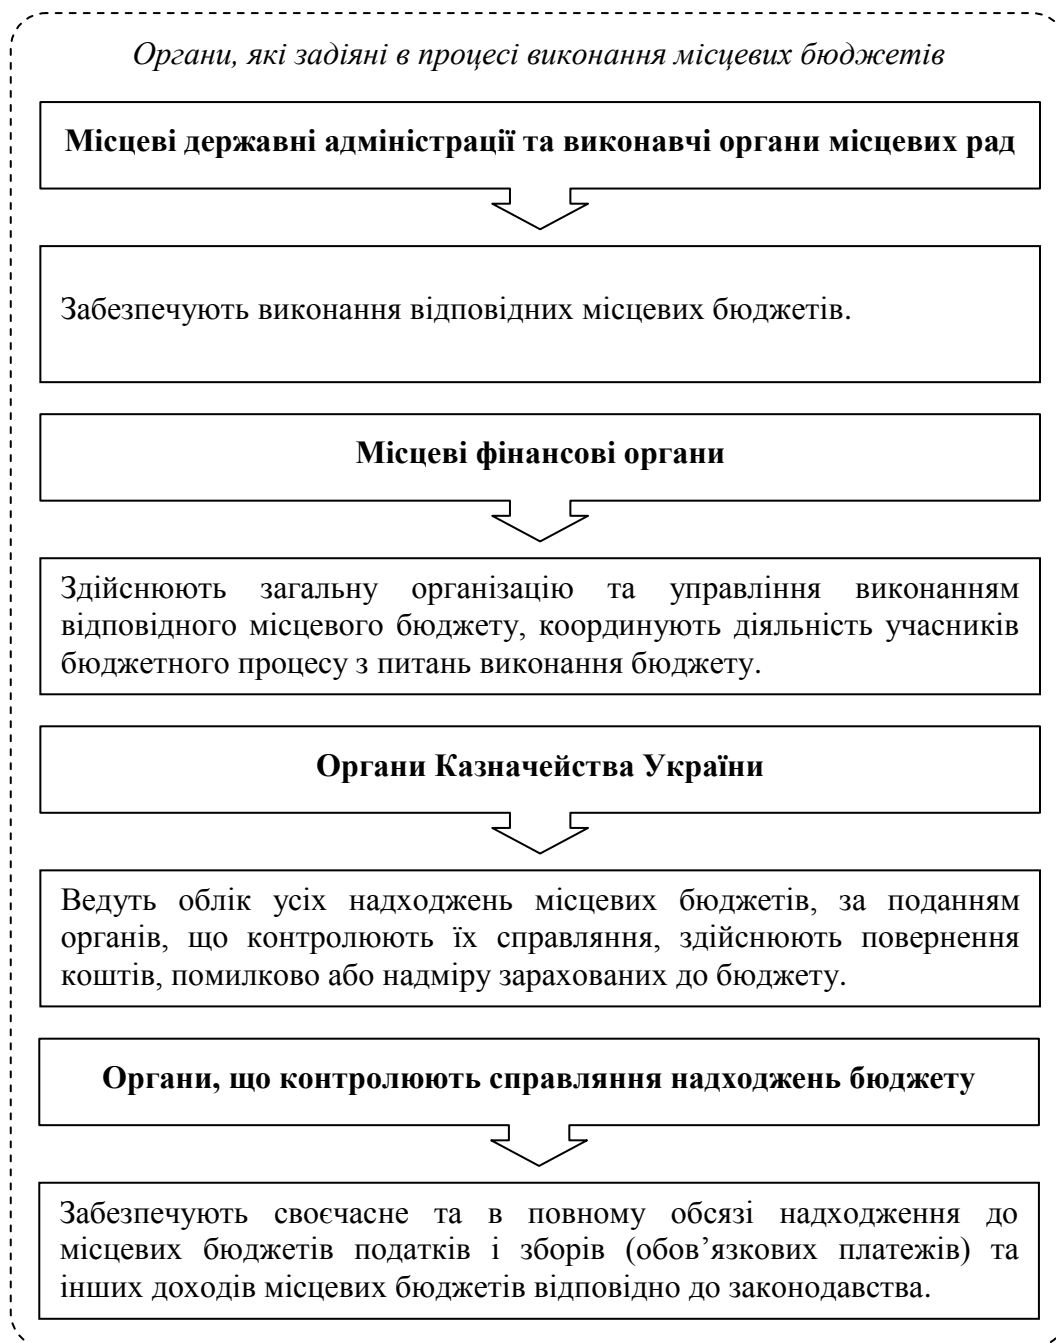 Органи, які задіяні в процесі виконання місцевих бюджетів
Місцеві державні адміністрації та виконавчі органи місцевих рад
Забезпечують виконання відповідних місцевих бюджетів.
Місцеві фінансові органи
Здійснюють загальну організацію та управління виконанням
відповідного місцевого бюджету, координують діяльність учасників
бюджетного процесу з питань виконання бюджету.
Органи Казначейства України
Ведуть облік усіх надходжень місцевих бюджетів, за поданням
органів, що контролюють їх справляння, здійснюють повернення
коштів, помилково або надміру зарахованих до бюджету.
Органи, що контролюють справляння надходжень бюджету
Забезпечують своєчасне та в повному обсязі надходження до
місцевих бюджетів податків і зборів (обов’язкових платежів) та
інших доходів місцевих бюджетів відповідно до законодавства.